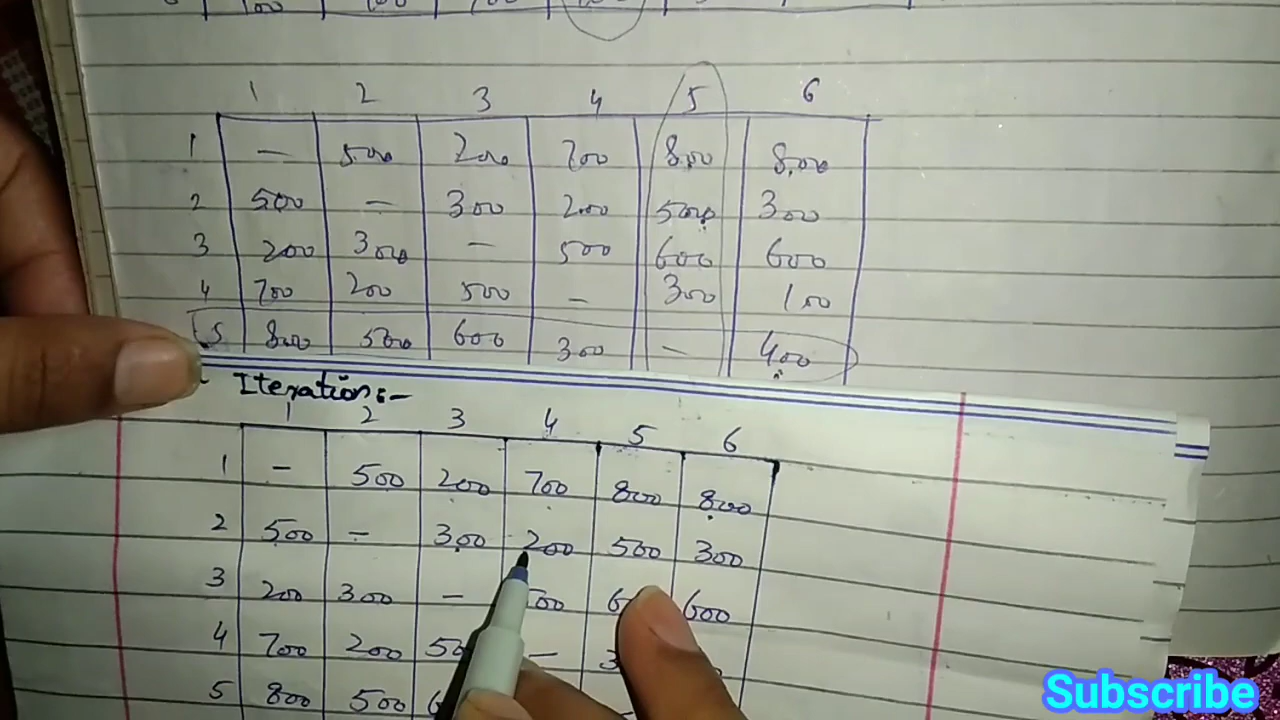 1 2 3 4 5 6
1 — 500 200 700 800 800
2 500 — 300 200 500 300
3 200 300 — 500 600 600
4 700 200 500 — 300 100
5 800 500 600 300 — 400
Iteration:-
1 2 3 4 5 6
1 — 500 200 700 800 800
2 500 — 300 200 500 300
3 200 300 — 600
4 700 200 —
5 800 500
Subscribe